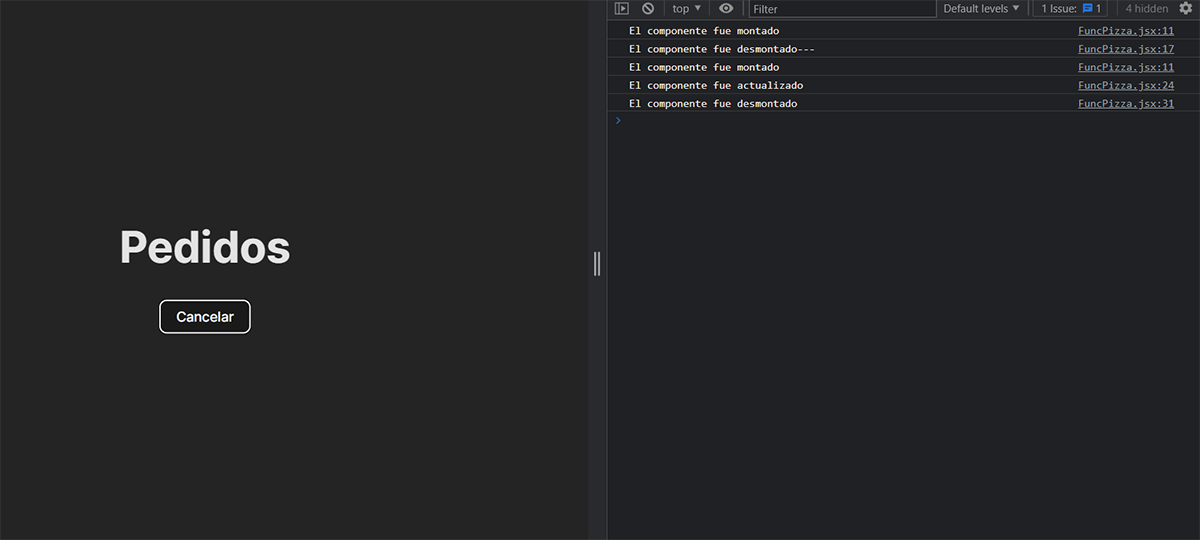 Pedidos
Cancelar
top ▼ Filter Default levels ▼ 1 Issue: 1 4 hidden
El componente fue montado FuncPizza.jsx:11
El componente fue desmontado--- FuncPizza.jsx:17
El componente fue montado FuncPizza.jsx:11
El componente fue actualizado FuncPizza.jsx:24
El componente fue desmontado FuncPizza.jsx:31